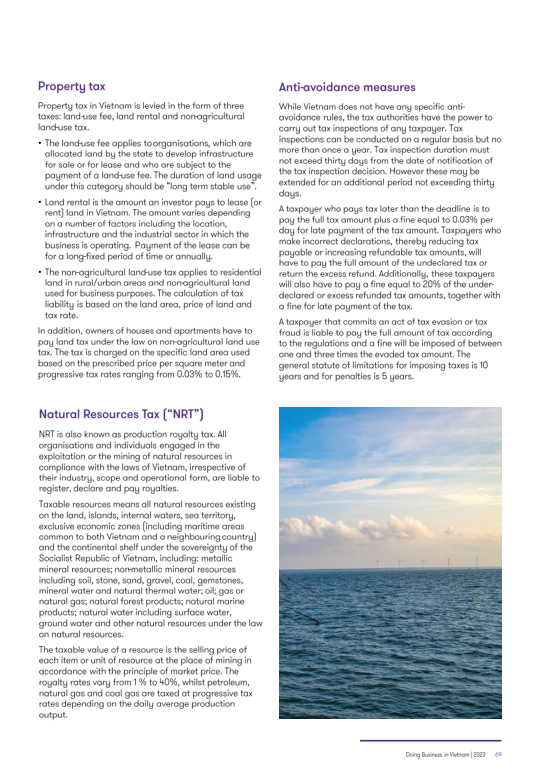 Property tax
Property tax in Vietnam is levied in the form of three
taxes: land-use fee, land rental and non-agricultural
land-use tax.
• The land-use fee applies to organisations, which are
allocated land by the state to develop infrastructure
for sale or for lease and who are subject to the
payment of a land-use fee. The duration of land usage
under this category should be “long term stable use”.
• Land rental is the amount an investor pays to lease (or
rent) land in Vietnam. The amount varies depending
on a number of factors including the location,
infrastructure and the industrial sector in which the
business is operating. Payment of the lease can be
for a long-fixed period of time or annually.
• The non-agricultural land-use tax applies to residential
land in rural/urban areas and non-agricultural land
used for business purposes. The calculation of tax
liability is based on the land area, price of land and
tax rate.
In addition, owners of houses and apartments have to
pay land tax under the law on non-agricultural land use
tax. The tax is charged on the specific land area used
based on the prescribed price per square meter and
progressive tax rates ranging from 0.03% to 0.15%.
Natural Resources Tax (“NRT”)
NRT is also known as production royalty tax. All
organisations and individuals engaged in the
exploitation or the mining of natural resources in
compliance with the laws of Vietnam, irrespective of
their industry, scope and operational form, are liable to
register, declare and pay royalties.
Taxable resources means all natural resources existing
on the land, islands, internal waters, sea territory,
exclusive economic zones (including maritime areas
common to both Vietnam and a neighbouring country)
and the continental shelf under the sovereignty of the
Socialist Republic of Vietnam, including: metallic
mineral resources; non-metallic mineral resources
including soil, stone, sand, gravel, coal, gemstones,
mineral water and natural thermal water; oil; gas or
natural gas; natural forest products; natural marine
products; natural water including surface water,
ground water and other natural resources under the law
on natural resources.
The taxable value of a resource is the selling price of
each item or unit of resource at the place of mining in
accordance with the principle of market price. The
royalty rates vary from 1 % to 40%, whilst petroleum,
natural gas and coal gas are taxed at progressive tax
rates depending on the daily average production
output.
Anti-avoidance measures
While Vietnam does not have any specific anti-
avoidance rules, the tax authorities have the power to
carry out tax inspections of any taxpayer. Tax
inspections can be conducted on a regular basis but no
more than once a year. Tax inspection duration must
not exceed thirty days from the date of notification of
the tax inspection decision. However these may be
extended for an additional period not exceeding thirty
days.
A taxpayer who pays tax later than the deadline is to
pay the full tax amount plus a fine equal to 0.03% per
day for late payment of the tax amount. Taxpayers who
make incorrect declarations, thereby reducing tax
payable or increasing refundable tax amounts, will
have to pay the full amount of the undeclared tax or
return the excess refund. Additionally, these taxpayers
will also have to pay a fine equal to 20% of the under-
declared or excess refunded tax amounts, together with
a fine for late payment of the tax.
A taxpayer that commits an act of tax evasion or tax
fraud is liable to pay the full amount of tax according
to the regulations and a fine will be imposed of between
one and three times the evaded tax amount. The
general statute of limitations for imposing taxes is 10
years and for penalties is 5 years.
Doing Business in Vietnam | 2023 69